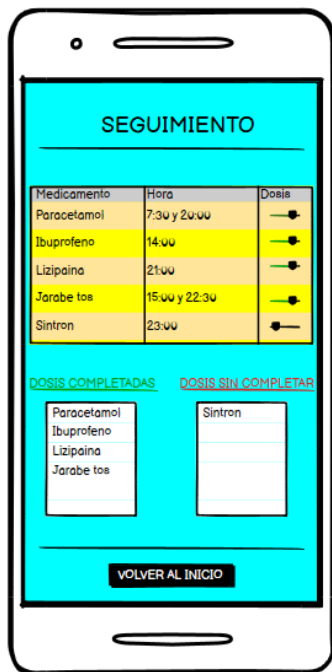 SEGUIMIENTO
Medicamento Hora Dosis
Paracetamol 7:30 y 20:00
Ibuprofeno 14:00
Lizipaina 21:00
Jarabe tos 15:00 y 22:30
Sintron 23:00
DOSIS COMPLETADAS DOSIS SIN COMPLETAR
Paracetamol Sintron
Ibuprofeno
Lizipaina
Jarabe tos
VOLVER AL INICIO